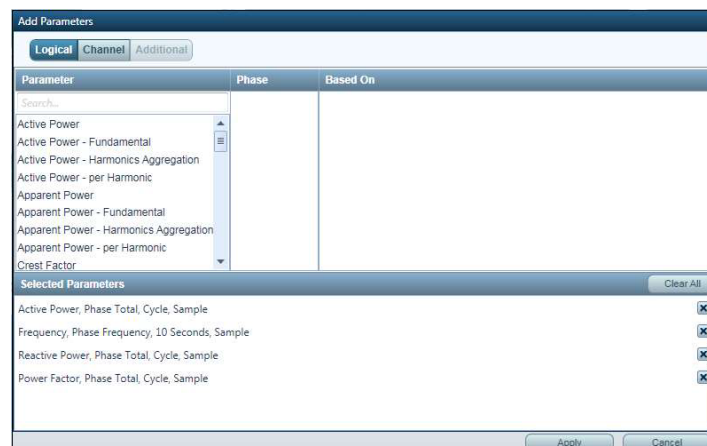 Add Parameters
Logical Channel Additional
Parameter Phase Based On
Search...
Active Power
Active Power - Fundamental
Active Power - Harmonics Aggregation
Active Power - per Harmonic
Apparent Power
Apparent Power - Fundamental
Apparent Power - Harmonics Aggregation
Apparent Power - per Harmonic
Crest Factor
Selected Parameters Clear All
Active Power, Phase Total, Cycle, Sample
Frequency, Phase Frequency, 10 Seconds, Sample
Reactive Power, Phase Total, Cycle, Sample
Power Factor, Phase Total, Cycle, Sample
Apply Cancel